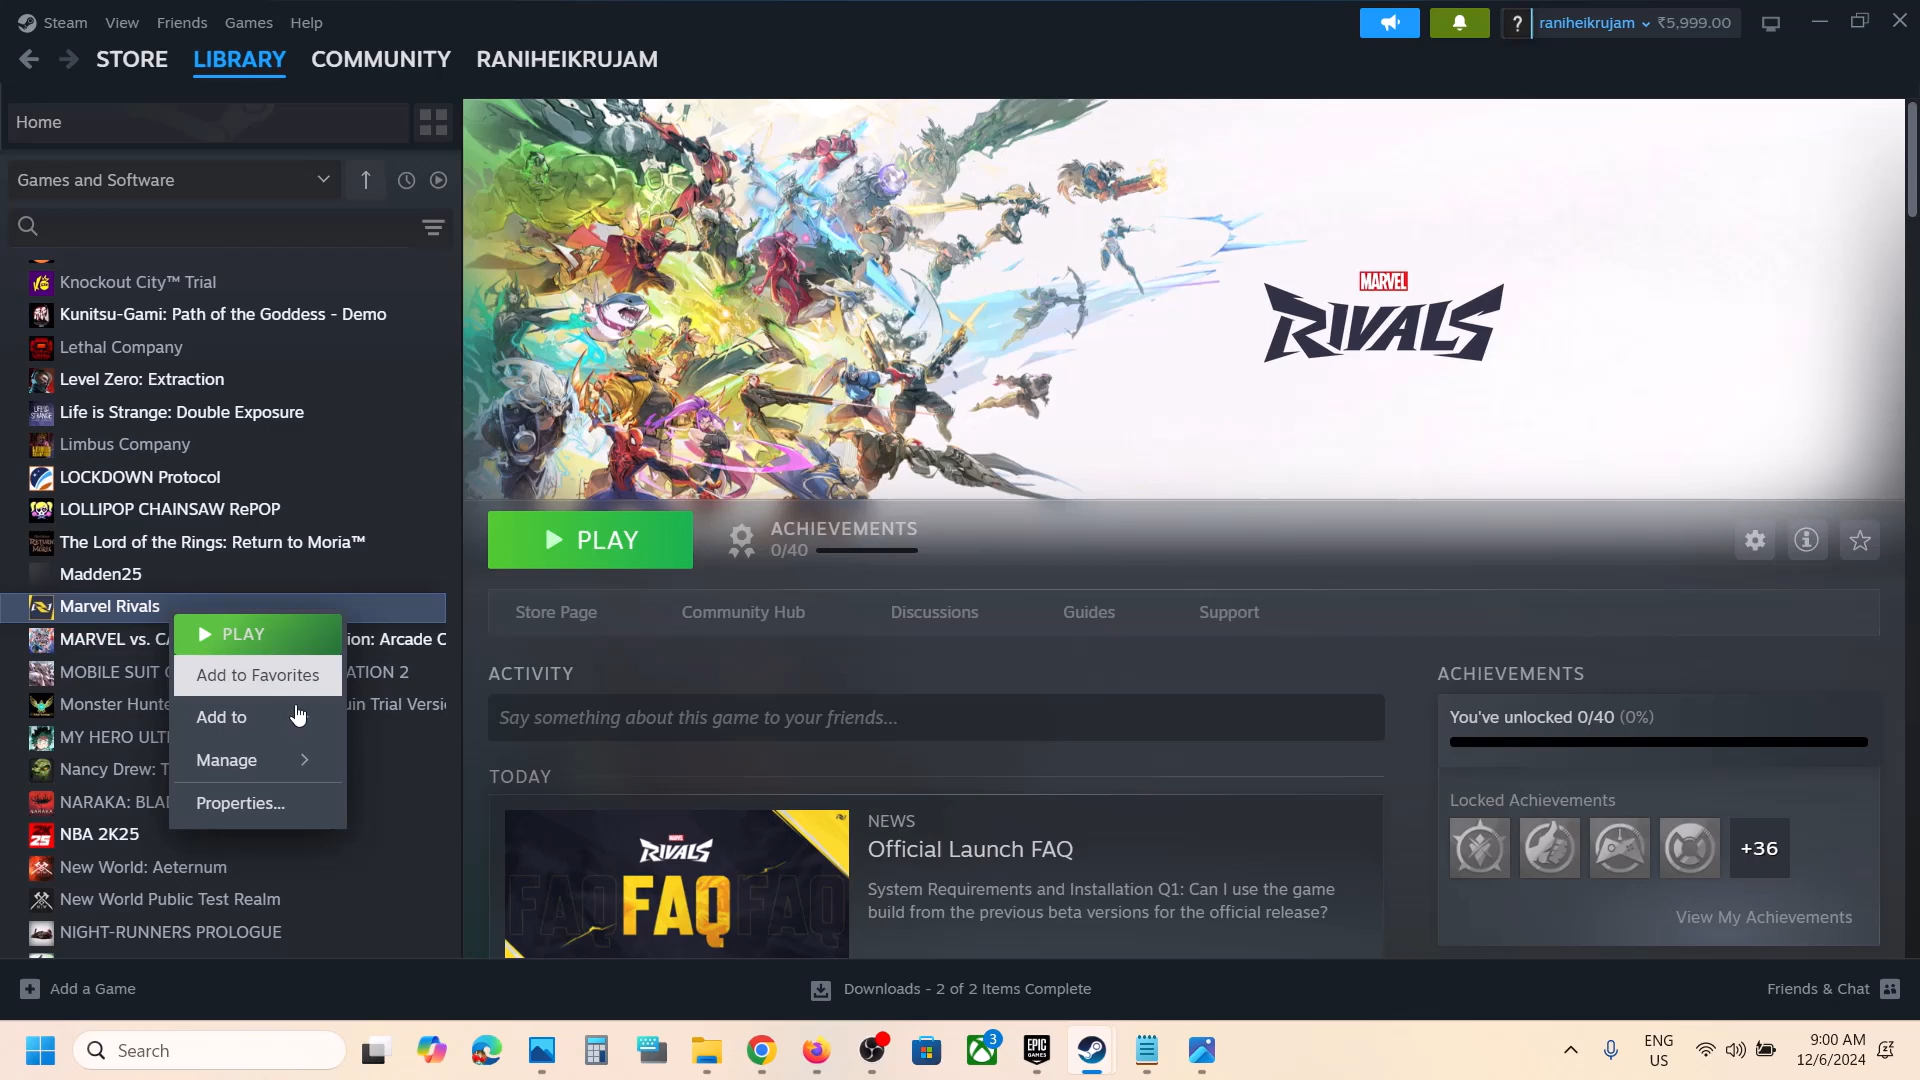 Steam View Friends Games Help
raniheikrujam ₹5,999.00
STORE LIBRARY COMMUNITY RANIHEIKRUJAM
Home
Games and Software
Knockout City™ Trial
Kunitsu-Gami: Path of the Goddess - Demo
Lethal Company
Level Zero: Extraction
Life is Strange: Double Exposure
Limbus Company
LOCKDOWN Protocol
LOLLIPOP CHAINSAW RePOP
The Lord of the Rings: Return to Moria™
Madden25
Marvel Rivals
MARVEL vs. CA ion: Arcade C
MOBILE SUIT ATION 2
Monster Hunte uin Trial Versi
MY HERO ULT
Nancy Drew: T
NARAKA: BLAD
NBA 2K25
New World: Aeternum
New World Public Test Realm
NIGHT-RUNNERS PROLOGUE
PLAY
Add to Favorites
Add to
Manage
Properties...
MARVEL
RIVALS
PLAY
ACHIEVEMENTS
0/40
Store Page Community Hub Discussions Guides Support
ACTIVITY
Say something about this game to your friends...
TODAY
RIVALS
FAQ FAQ FAQ
NEWS
Official Launch FAQ
System Requirements and Installation Q1: Can I use the game
build from the previous beta versions for the official release?
ACHIEVEMENTS
You've unlocked 0/40 (0%)
Locked Achievements
+36
View My Achievements
Add a Game
Downloads - 2 of 2 Items Complete
Friends & Chat
Search
3
EPIC
GAMES
ENG
US
9:00 AM
12/6/2024